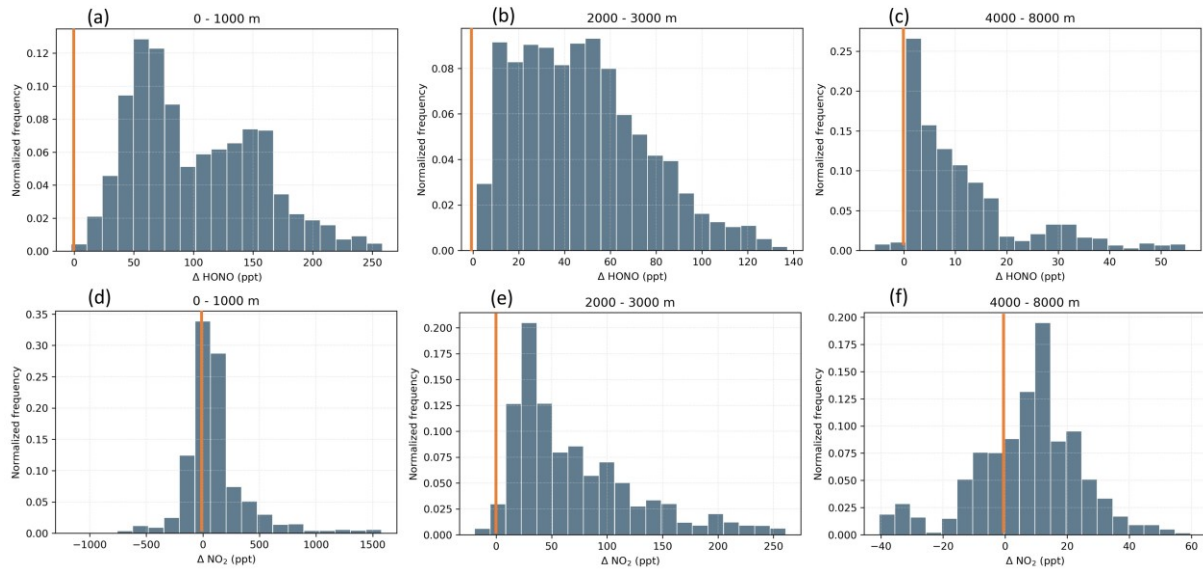 (a)
0 - 1000 m
Normalized frequency
0.12
0.10
0.08
0.06
0.04
0.02
0.00
0 50 100 150 200 250
Δ HONO (ppt)
(b)
2000 - 3000 m
Normalized frequency
0.08
0.06
0.04
0.02
0.00
0 20 40 60 80 100 120 140
Δ HONO (ppt)
(c)
4000 - 8000 m
Normalized frequency
0.25
0.20
0.15
0.10
0.05
0.00
0 10 20 30 40 50
Δ HONO (ppt)
(d)
0 - 1000 m
Normalized frequency
0.35
0.30
0.25
0.20
0.15
0.10
0.05
0.00
−1000 −500 0 500 1000 1500
Δ NO₂ (ppt)
(e)
2000 - 3000 m
Normalized frequency
0.200
0.175
0.150
0.125
0.100
0.075
0.050
0.025
0.000
0 50 100 150 200 250
Δ NO₂ (ppt)
(f)
4000 - 8000 m
Normalized frequency
0.200
0.175
0.150
0.125
0.100
0.075
0.050
0.025
0.000
−40 −20 0 20 40 60
Δ NO₂ (ppt)